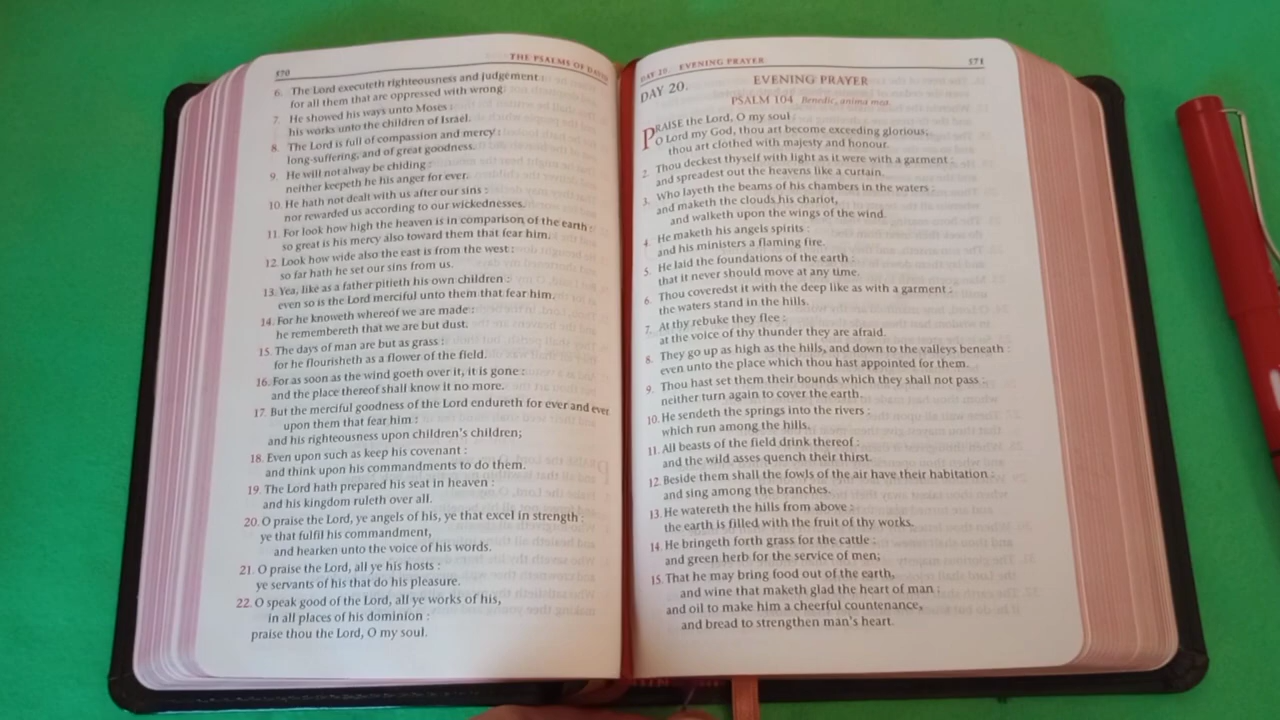 570
THE PSALMS OF DAVID
6. The Lord executeth righteousness and judgement :
for all them that are oppressed with wrong.
7. He showed his ways unto Moses :
his works unto the children of Israel.
8. The Lord is full of compassion and mercy :
long-suffering, and of great goodness.
9. He will not alway be chiding :
neither keepeth he his anger for ever.
10. He hath not dealt with us after our sins :
nor rewarded us according to our wickednesses.
11. For look how high the heaven is in comparison of the earth :
so great is his mercy also toward them that fear him.
12. Look how wide also the east is from the west :
so far hath he set our sins from us.
13. Yea, like as a father pitieth his own children :
even so is the Lord merciful unto them that fear him.
14. For he knoweth whereof we are made :
he remembereth that we are but dust.
15. The days of man are but as grass :
for he flourisheth as a flower of the field.
16. For as soon as the wind goeth over it, it is gone :
and the place thereof shall know it no more.
17. But the merciful goodness of the Lord endureth for ever and ever
upon them that fear him :
and his righteousness upon children's children;
18. Even upon such as keep his covenant :
and think upon his commandments to do them.
19. The Lord hath prepared his seat in heaven :
and his kingdom ruleth over all.
20. O praise the Lord, ye angels of his, ye that excel in strength :
ye that fulfil his commandment,
and hearken unto the voice of his words.
21. O praise the Lord, all ye his hosts :
ye servants of his that do his pleasure.
22. O speak good of the Lord, all ye works of his,
in all places of his dominion :
praise thou the Lord, O my soul.
DAY 20. EVENING PRAYER
571
DAY 20.
EVENING PRAYER
PSALM 104 Benedic, anima mea.
PRAISE the Lord, O my soul :
O Lord my God, thou art become exceeding glorious;
thou art clothed with majesty and honour.
2. Thou deckest thyself with light as it were with a garment :
and spreadest out the heavens like a curtain.
3. Who layeth the beams of his chambers in the waters :
and maketh the clouds his chariot,
and walketh upon the wings of the wind.
4. He maketh his angels spirits :
and his ministers a flaming fire.
5. He laid the foundations of the earth :
that it never should move at any time.
6. Thou coveredst it with the deep like as with a garment :
the waters stand in the hills.
7. At thy rebuke they flee :
at the voice of thy thunder they are afraid.
8. They go up as high as the hills, and down to the valleys beneath :
even unto the place which thou hast appointed for them.
9. Thou hast set them their bounds which they shall not pass :
neither turn again to cover the earth.
10. He sendeth the springs into the rivers :
which run among the hills.
11. All beasts of the field drink thereof :
and the wild asses quench their thirst.
12. Beside them shall the fowls of the air have their habitation :
and sing among the branches.
13. He watereth the hills from above :
the earth is filled with the fruit of thy works.
14. He bringeth forth grass for the cattle :
and green herb for the service of men;
15. That he may bring food out of the earth,
and wine that maketh glad the heart of man :
and oil to make him a cheerful countenance,
and bread to strengthen man's heart.